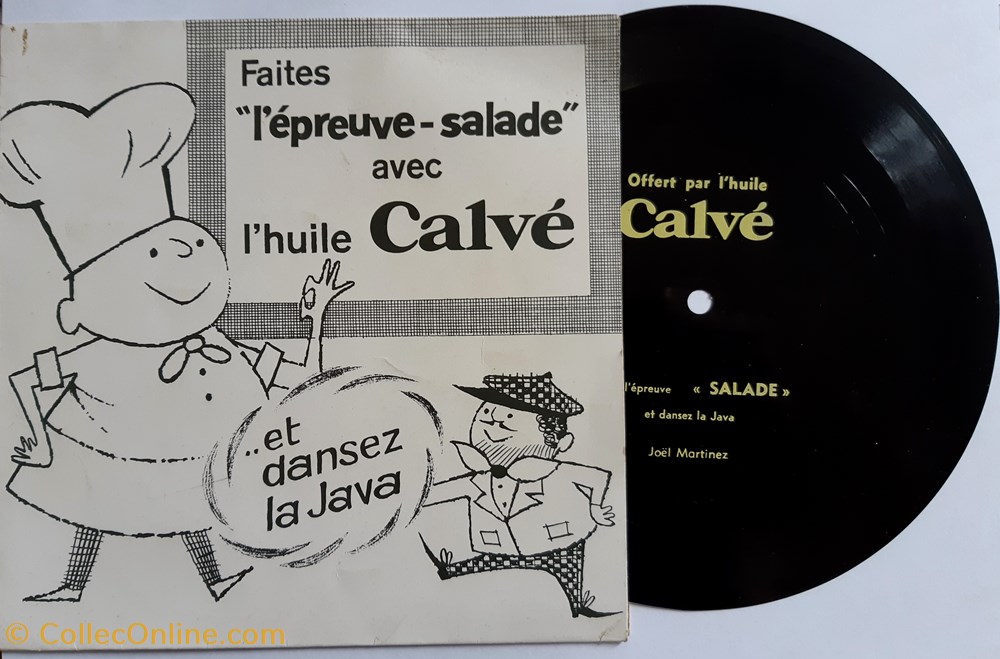 Faites
"l'épreuve-salade"
avec
l'huile Calvé
..et
dansez
la Java
Offert par l'huile
Calvé
l'épreuve « SALADE »
et dansez la Java
Joël Martinez
© CollecOnline.com